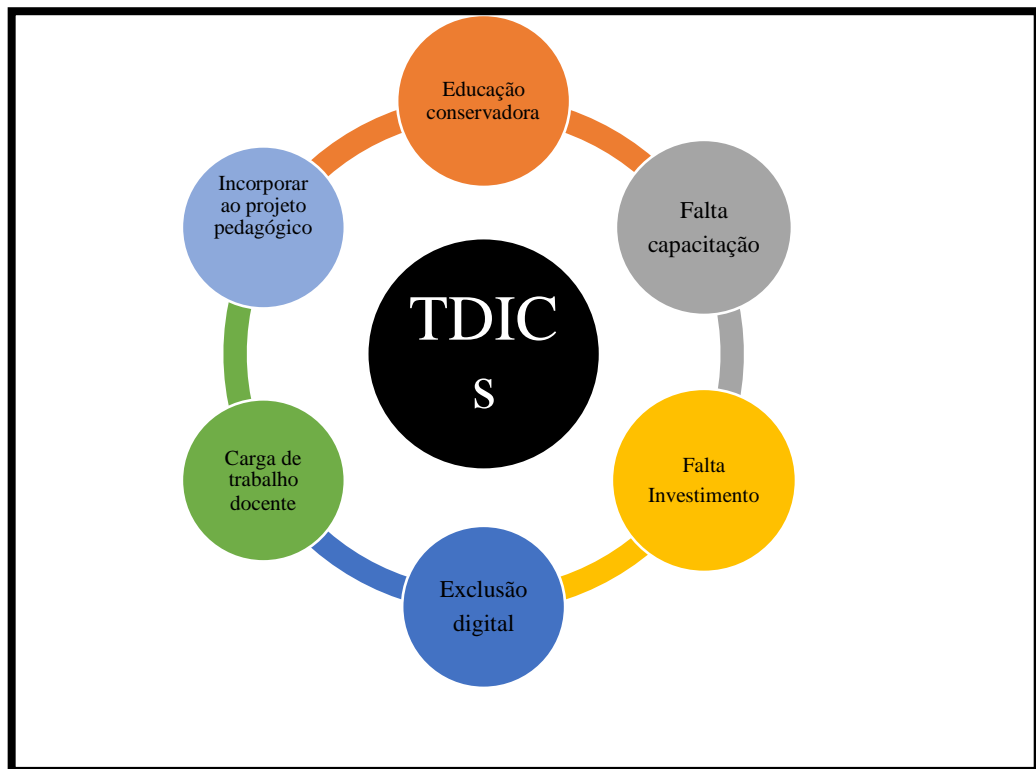 Educação
conservadora
Incorporar
ao projeto
pedagógico
Falta
capacitação
TDIC
s
Carga de
trabalho
docente
Falta
Investimento
Exclusão
digital